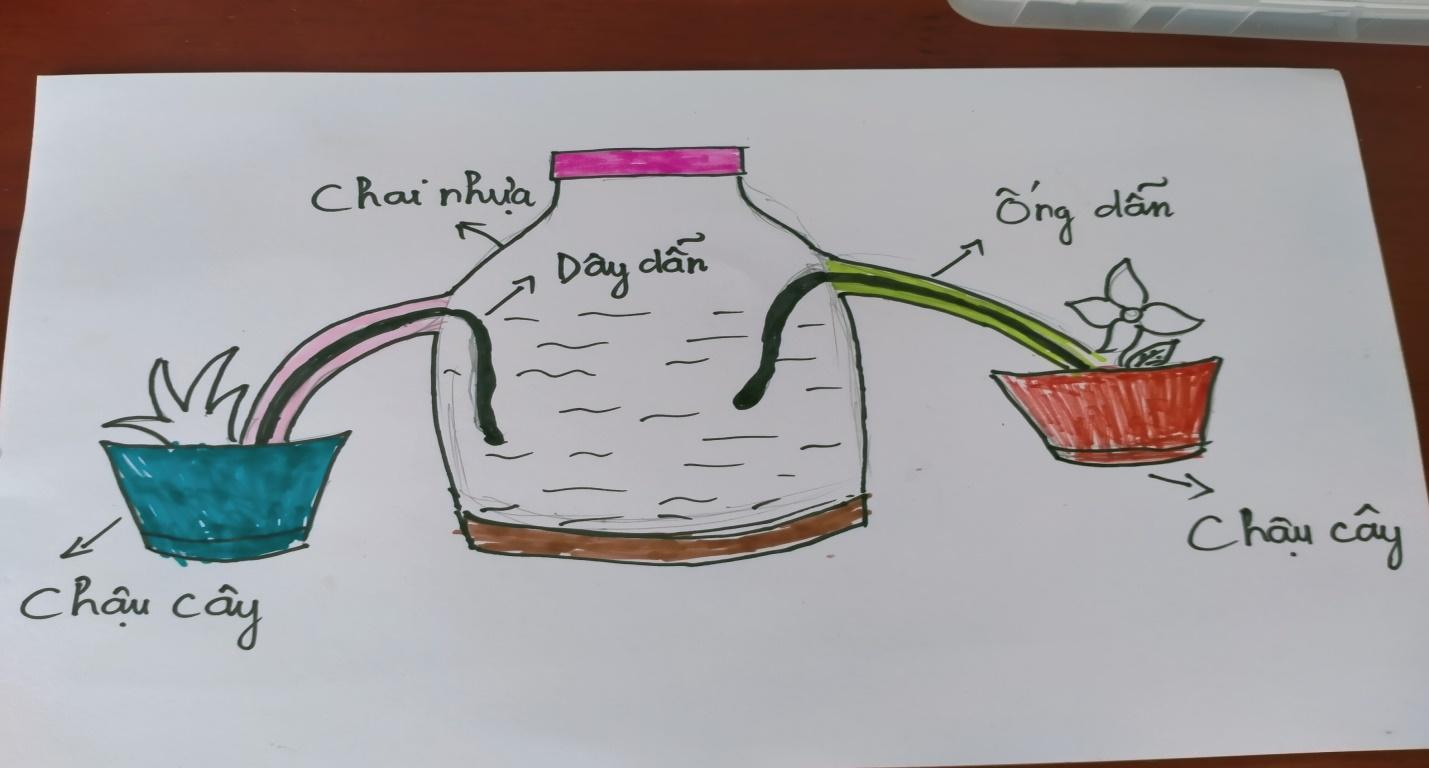 Chai nhựa
Ống dẫn
Dây dẫn
Chậu cây
Chậu cây